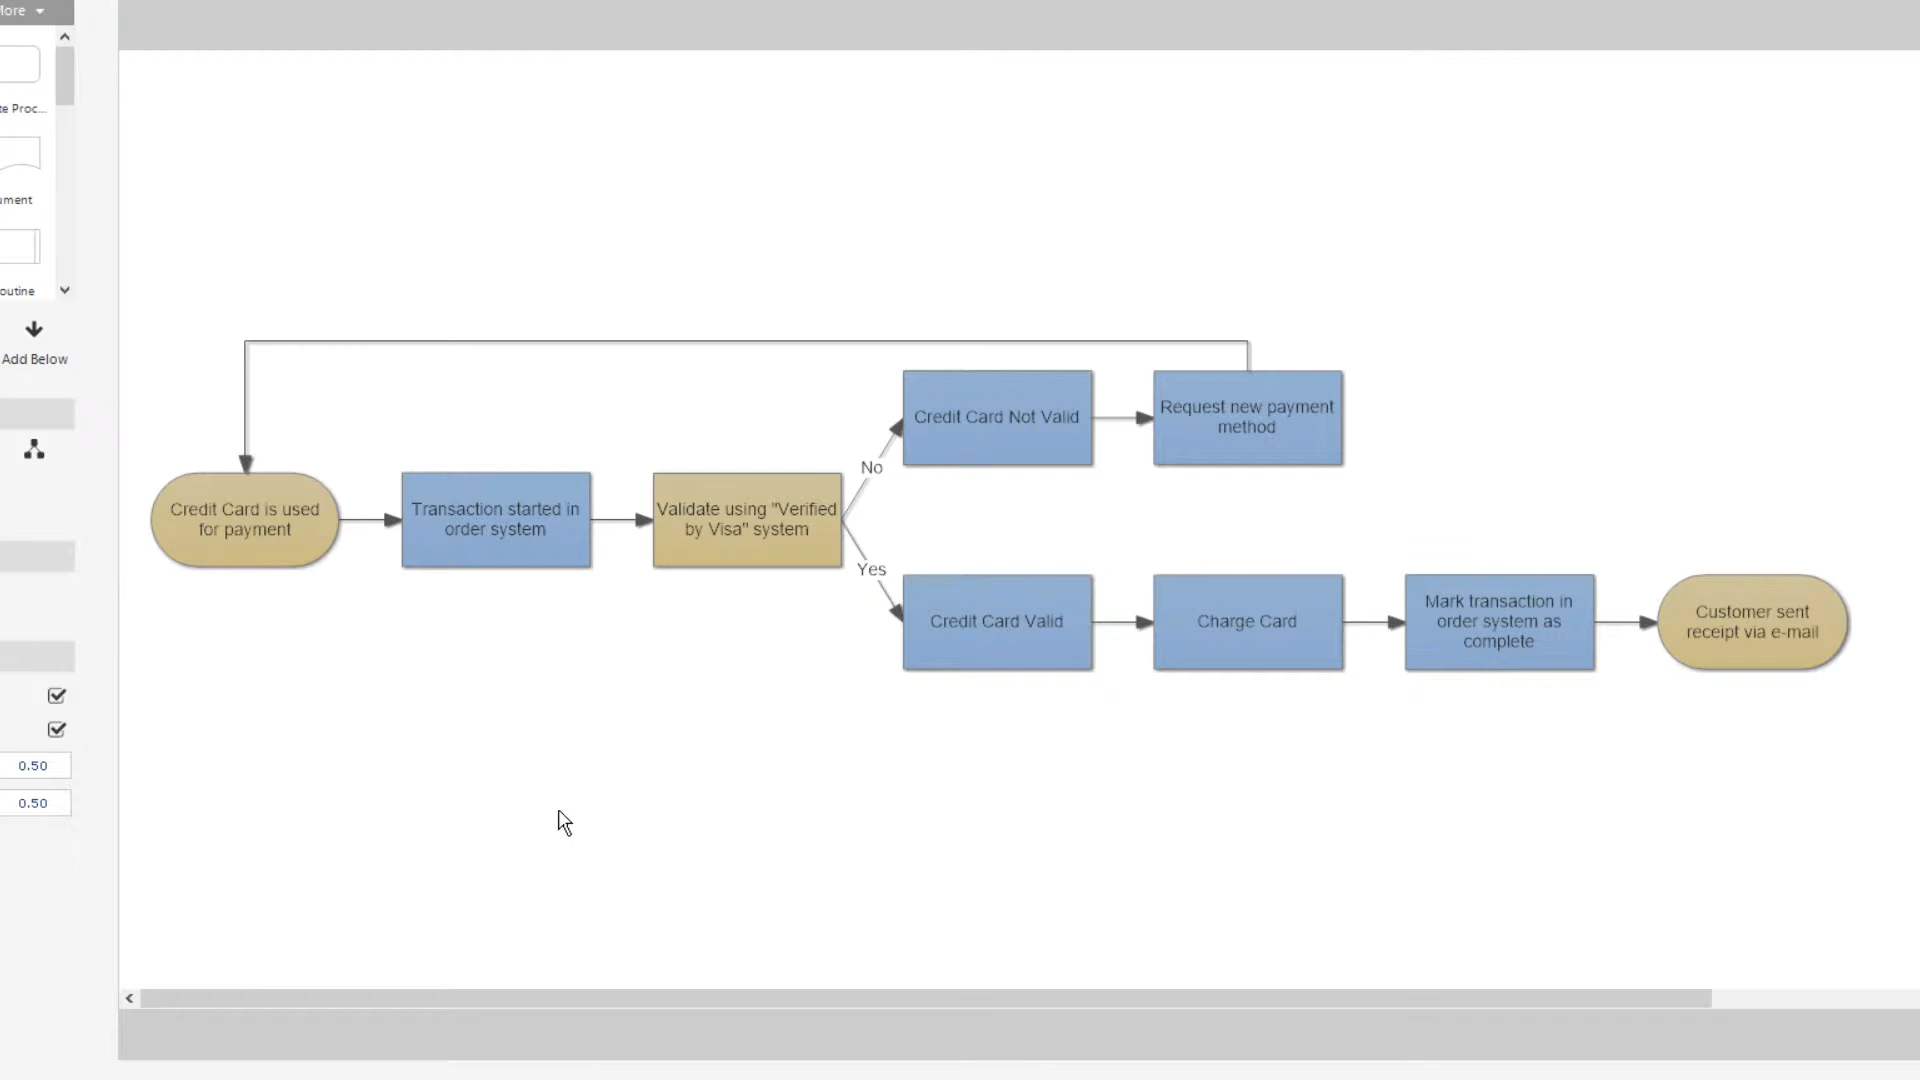 More
te Proc...
ument
outine
Add Below
0.50
0.50
Credit Card is used
for payment
Transaction started in
order system
Validate using "Verified
by Visa" system
No
Yes
Credit Card Not Valid
Request new payment
method
Credit Card Valid
Charge Card
Mark transaction in
order system as
complete
Customer sent
receipt via e-mail